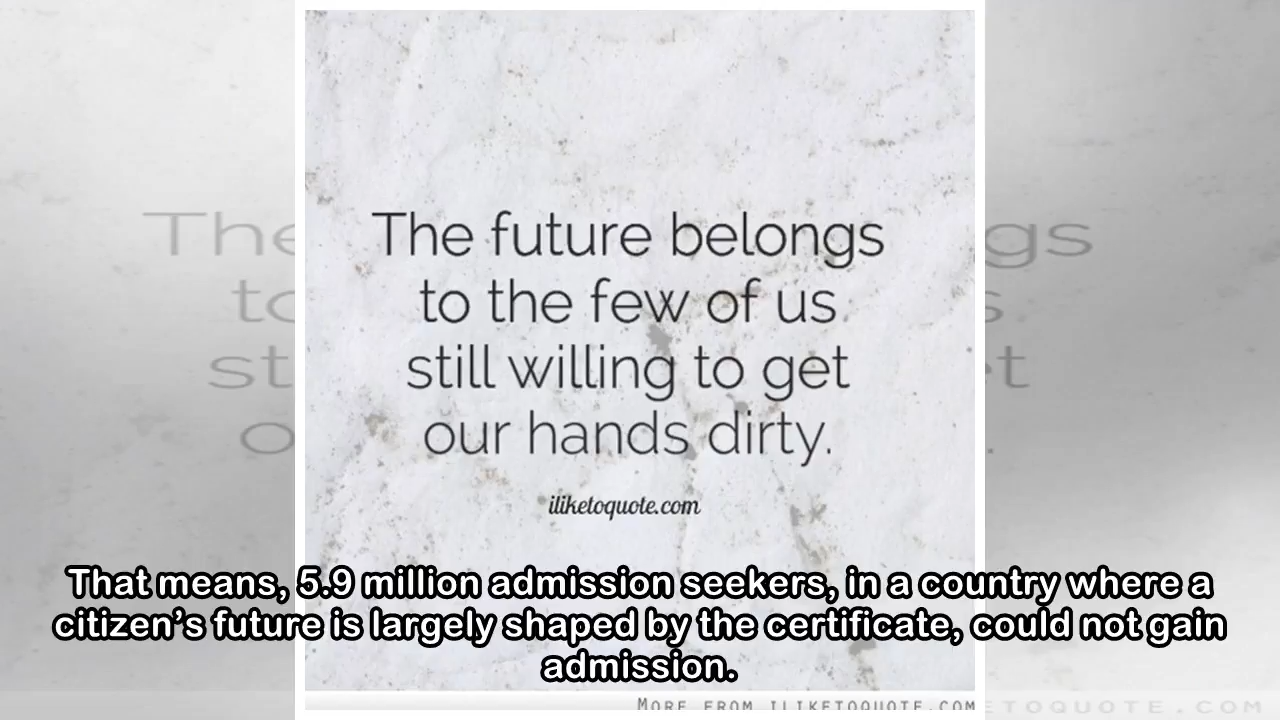 The future belongs
to the few of us
still willing to get
our hands dirty.
iliketoquote.com
That means, 5.9 million admission seekers, in a country where a
citizen’s future is largely shaped by the certificate, could not gain
admission.
More from iliketoquote.com